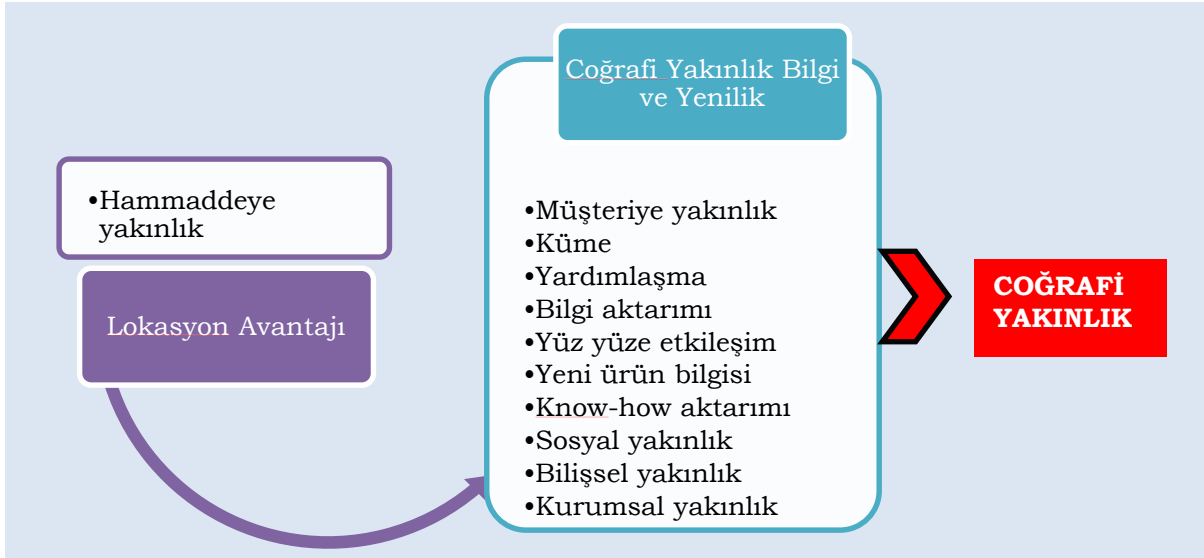 •Hammaddeye
yakınlık
Lokasyon Avantajı
Coğrafi Yakınlık Bilgi
ve Yenilik
•Müşteriye yakınlık
•Küme
•Yardımlaşma
•Bilgi aktarımı
•Yüz yüze etkileşim
•Yeni ürün bilgisi
•Know-how aktarımı
•Sosyal yakınlık
•Bilişsel yakınlık
•Kurumsal yakınlık
COĞRAFİ
YAKINLIK